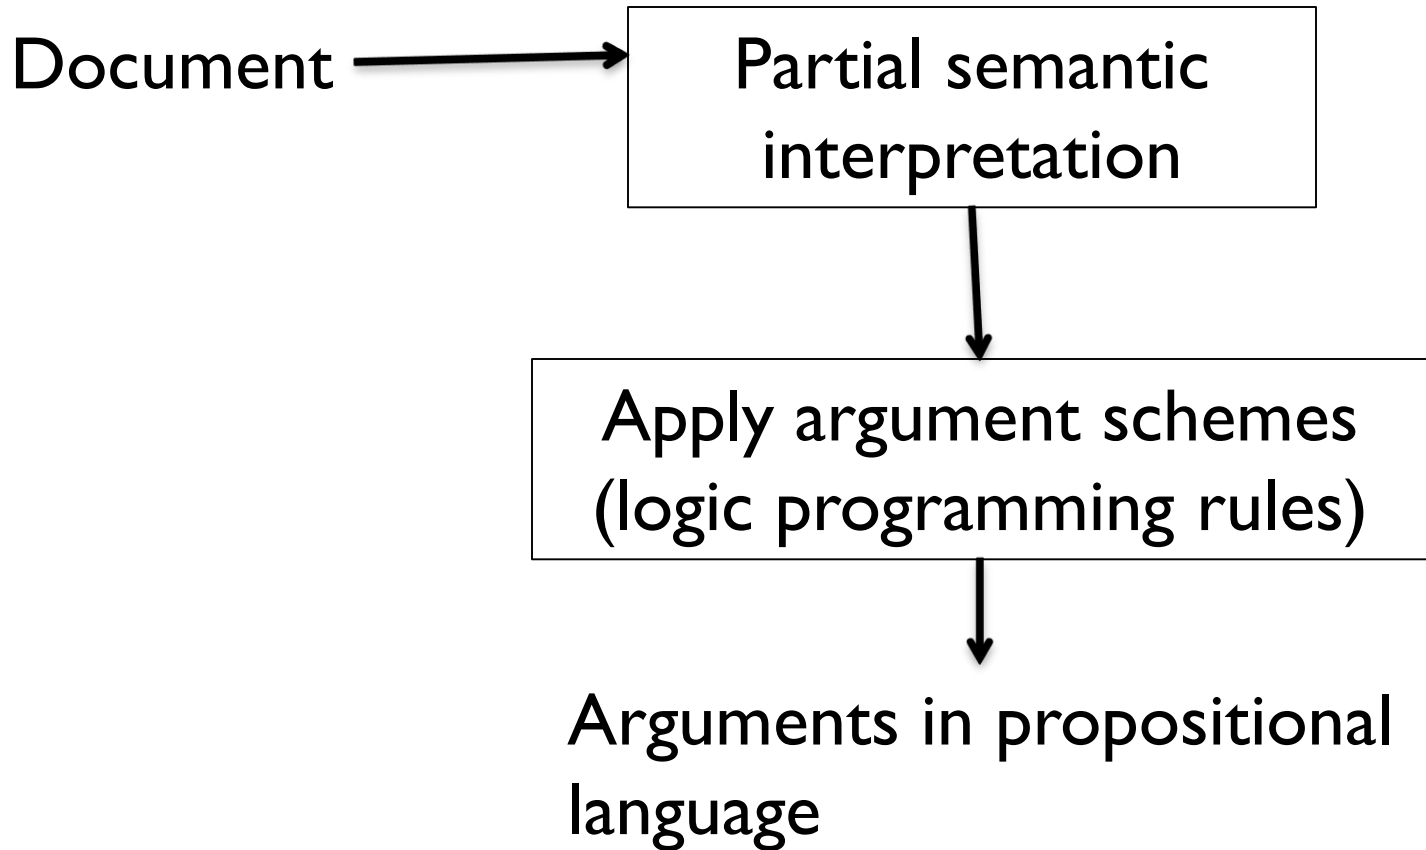 Document
Partial semantic
interpretation
Apply argument schemes
(logic programming rules)
Arguments in propositional
language